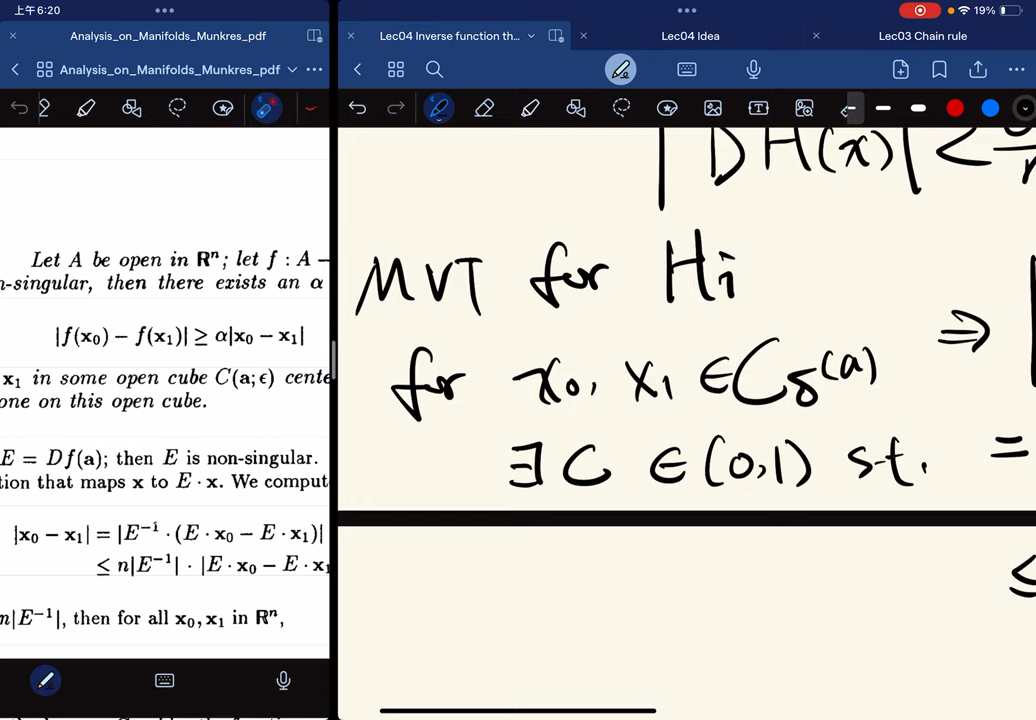 上午6:20
19%
Analysis_on_Manifolds_Munkres_pdf
Analysis_on_Manifolds_Munkres_pdf
Let A be open in Rⁿ; let f : A –
n-singular, then there exists an α
|f(x₀) – f(x₁)| ≥ α|x₀ – x₁|
x₁ in some open cube C(a; ϵ) cente
one on this open cube.
E = Df(a); then E is non-singular.
tion that maps x to E · x. We comput
|x₀ – x₁| = |E⁻¹ · (E · x₀ – E · x₁)|
≤ n|E⁻¹| · |E · x₀ – E · x₁
n|E⁻¹|, then for all x₀, x₁ in Rⁿ,
Lec04 Inverse function th...
Lec04 Idea
Lec03 Chain rule
|DH(x)| <
MVT for Hi
for x₀, x₁ ∈ Cδ(a) ⇒
∃ C ∈ (0,1) s.t. =
≤